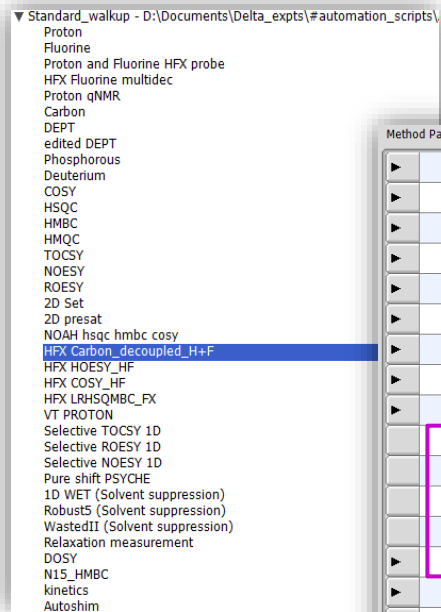 ▼ Standard_walkup - D:\Documents\Delta_expts\#automation_scripts\
Proton
Fluorine
Proton and Fluorine HFX probe
HFX Fluorine multidec
Proton qNMR
Carbon
DEPT
edited DEPT
Phosphorous
Deuterium
COSY
HSQC
HMBC
HMQC
TOCSY
NOESY
ROESY
2D Set
2D presat
NOAH hsqc hmbc cosy
HFX Carbon_decoupled_H+F
HFX HOESY_HF
HFX COSY_HF
HFX LRHSQMBC_FX
VT PROTON
Selective TOCSY 1D
Selective ROESY 1D
Selective NOESY 1D
Pure shift PSYCHE
1D WET (Solvent suppression)
Robust5 (Solvent suppression)
WastedII (Solvent suppression)
Relaxation measurement
DOSY
N15_HMBC
kinetics
Autoshim
Method Pa